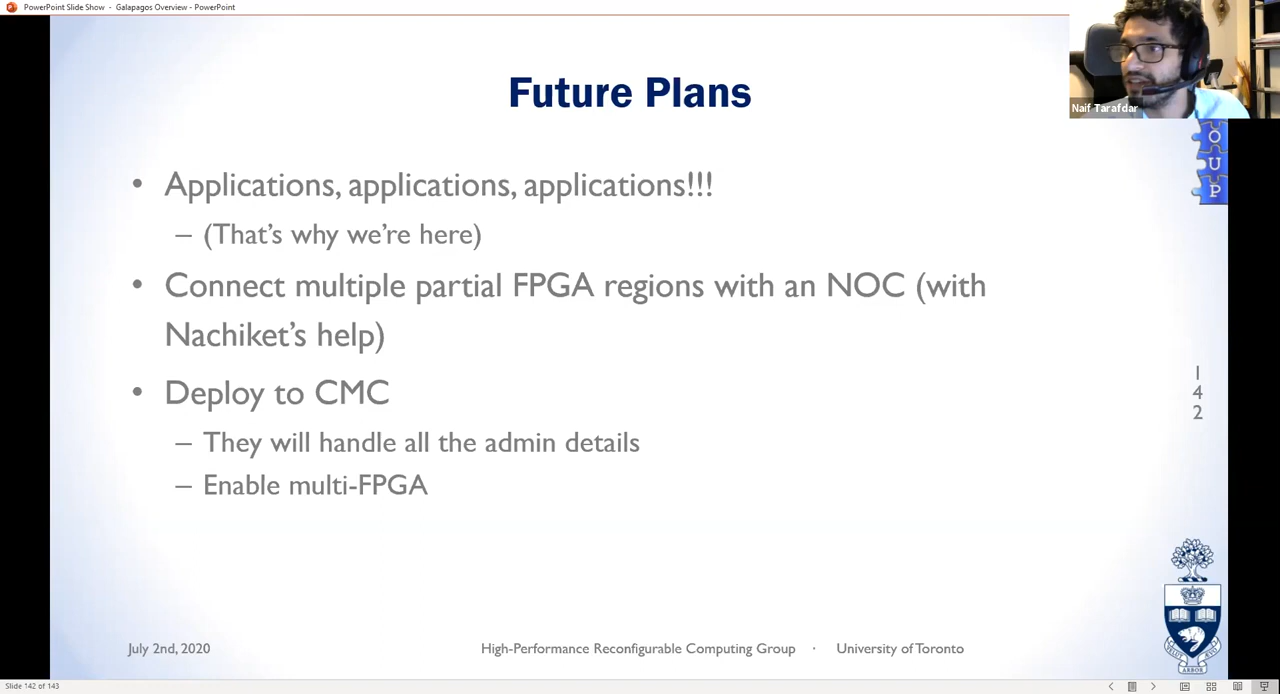 PowerPoint Slide Show - Galapagos Overview - PowerPoint
Naif Tarafdar
Future Plans
O
U
P
• Applications, applications, applications!!!
– (That's why we're here)
• Connect multiple partial FPGA regions with an NOC (with
Nachiket's help)
• Deploy to CMC
– They will handle all the admin details
– Enable multi-FPGA
1
4
2
July 2nd, 2020
High-Performance Reconfigurable Computing Group · University of Toronto
Slide 142 of 143